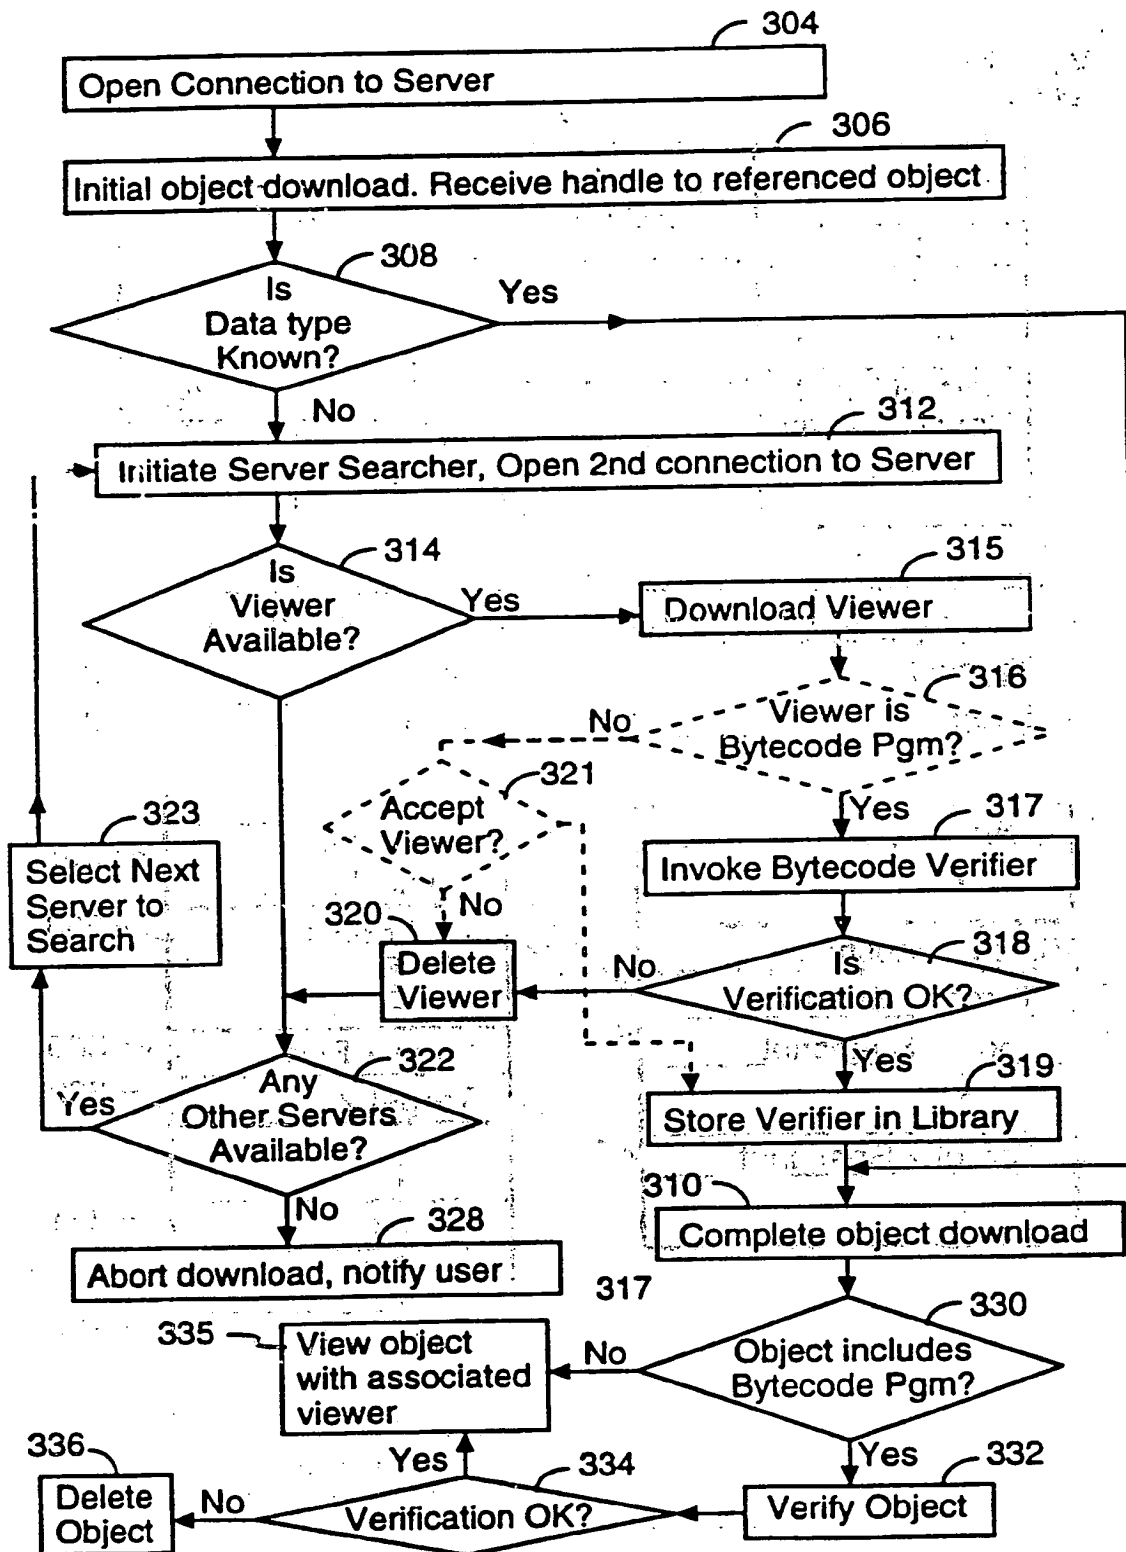 304
Open Connection to Server
306
Initial object download. Receive handle to referenced object
308
Is
Data type
Known?
Yes
No
312
Initiate Server Searcher, Open 2nd connection to Server
314
Is
Viewer
Available?
Yes
315
Download Viewer
316
Viewer is
Bytecode Pgm?
No
Yes
321
Accept
Viewer?
No
317
Invoke Bytecode Verifier
323
Select Next
Server to
Search
320
Delete
Viewer
No
318
Is
Verification OK?
Yes
322
Any
Other Servers
Available?
Yes
No
319
Store Verifier in Library
310
Complete object download
328
Abort download, notify user
317
330
Object includes
Bytecode Pgm?
No
Yes
335
View object
with associated
viewer
332
Verify Object
334
Verification OK?
Yes
No
336
Delete
Object